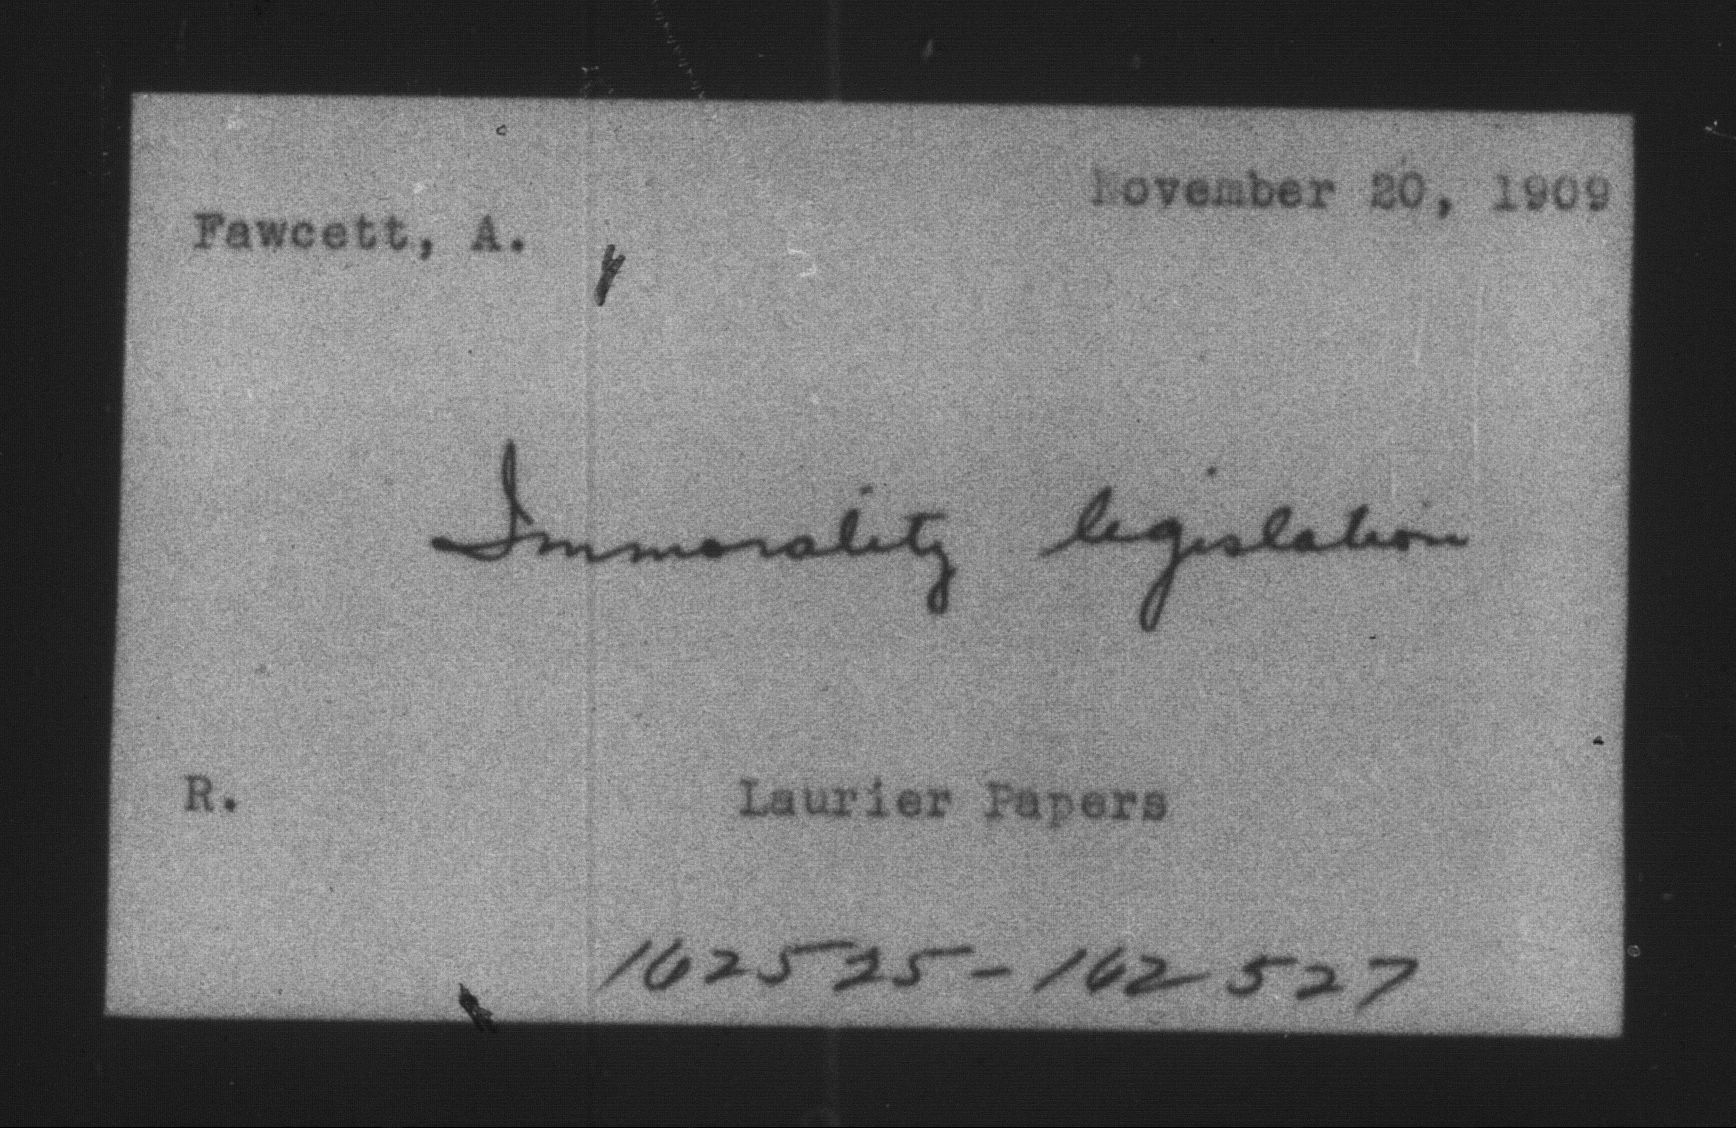 November 20, 1909
Fawcett, A.
Immorality legislation
R. Laurier Papers
162525-162527